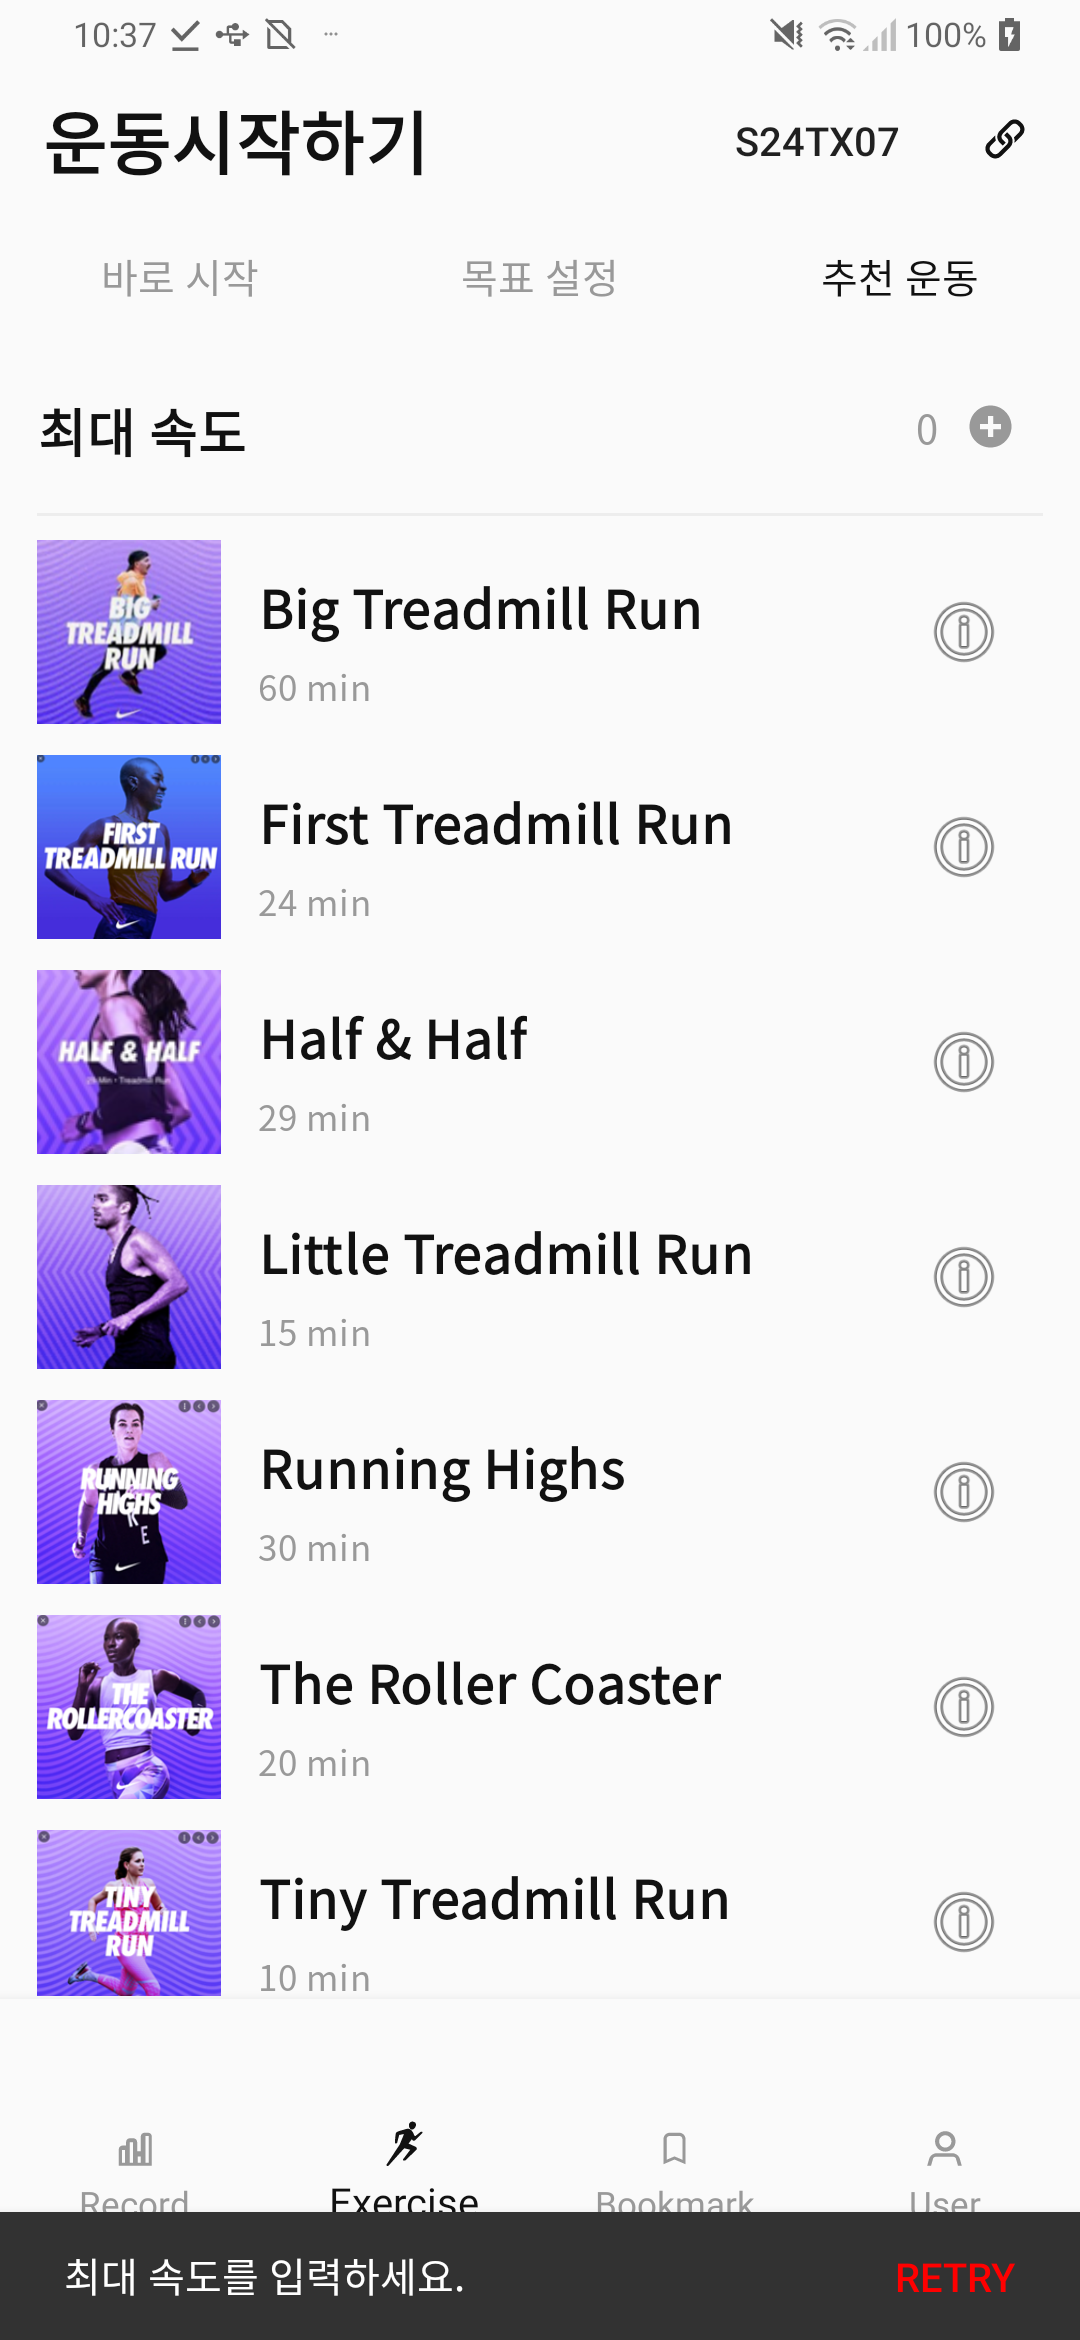 10:37
100%
운동시작하기
S24TX07
바로 시작
목표 설정
추천 운동
최대 속도
0
BIG
TREADMILL
RUN
Big Treadmill Run
60 min
FIRST
TREADMILL RUN
First Treadmill Run
24 min
HALF & HALF
Half & Half
29 min
Little Treadmill Run
15 min
RUNNING
HIGHS
Running Highs
30 min
THE
ROLLERCOASTER
The Roller Coaster
20 min
TINY
TREADMILL
RUN
Tiny Treadmill Run
10 min
Record
Exercise
Bookmark
User
최대 속도를 입력하세요.
RETRY